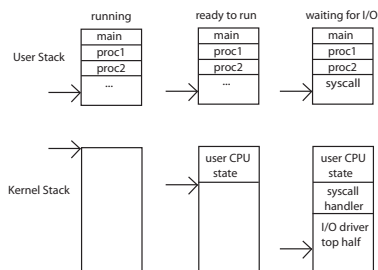 running
ready to run
waiting for I/O
User Stack
main
proc1
proc2
...
main
proc1
proc2
...
main
proc1
proc2
syscall
Kernel Stack
user CPU
state
user CPU
state
syscall
handler
I/O driver
top half